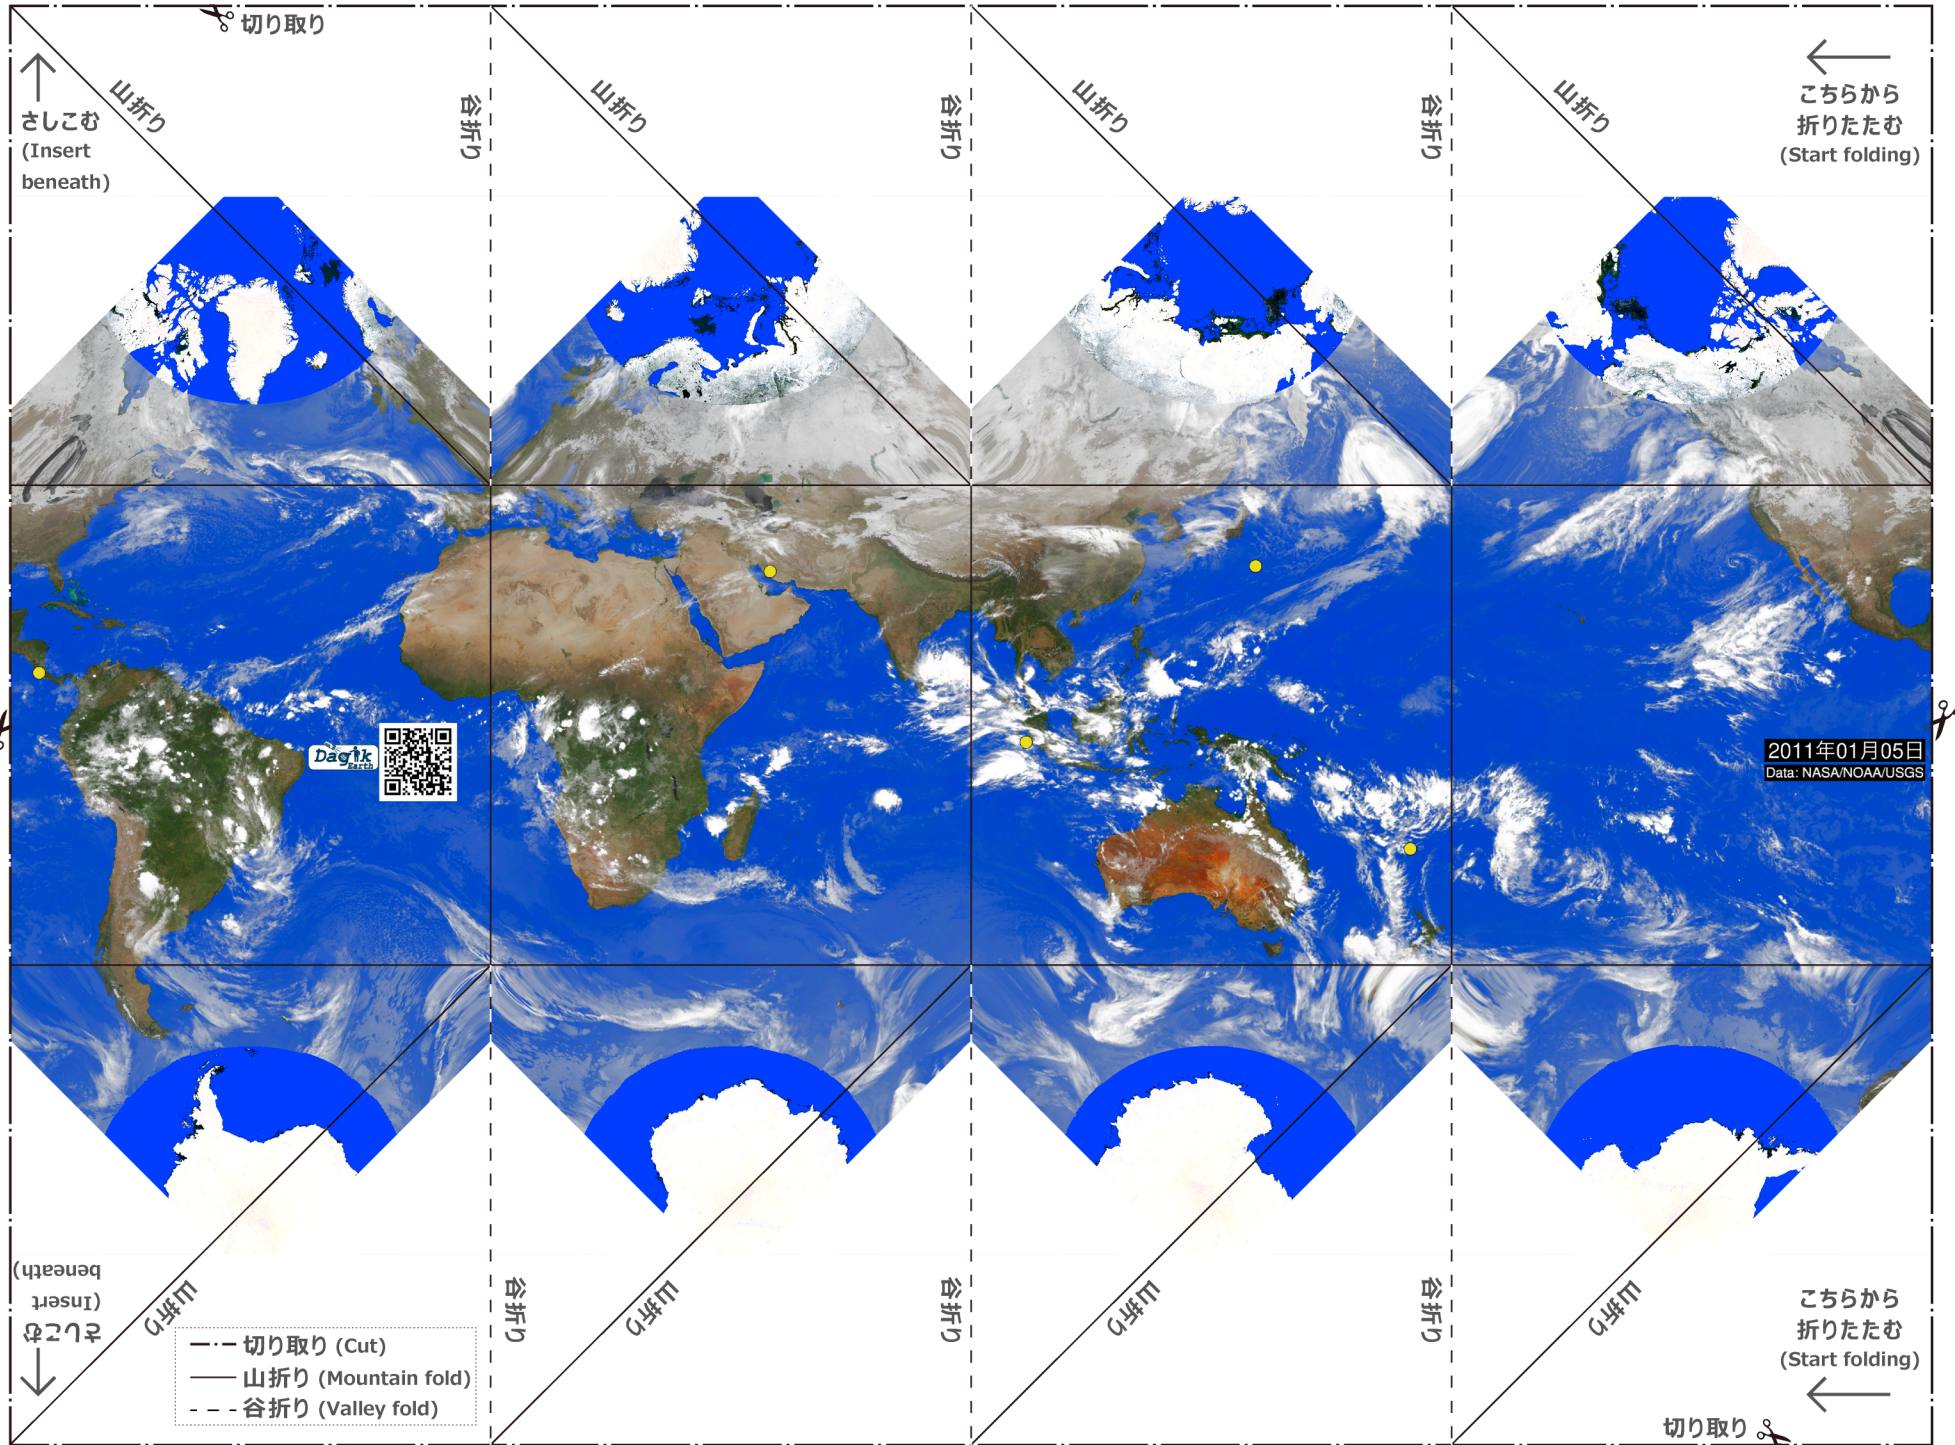 切り取り
さしこむ
(Insert
beneath)
山折り
谷折り
山折り
谷折り
山折り
谷折り
山折り
こちらから
折りたたむ
(Start folding)
Dagik
Earth
2011年01月05日
Data: NASA/NOAA/USGS
さしこむ
(Insert
beneath)
山折り
谷折り
山折り
谷折り
山折り
谷折り
山折り
こちらから
折りたたむ
(Start folding)
切り取り (Cut)
山折り (Mountain fold)
谷折り (Valley fold)
切り取り